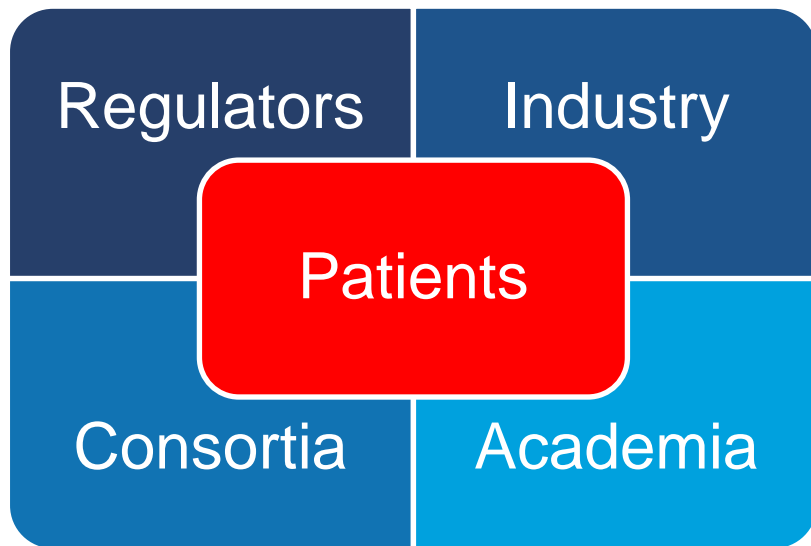 Regulators
Industry
Patients
Consortia
Academia